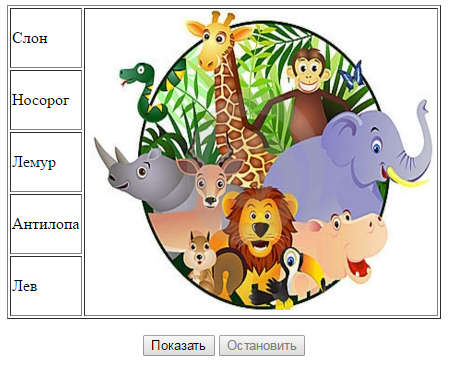 Слон
Носорог
Лемур
Антилопа
Лев
Показать
Остановить